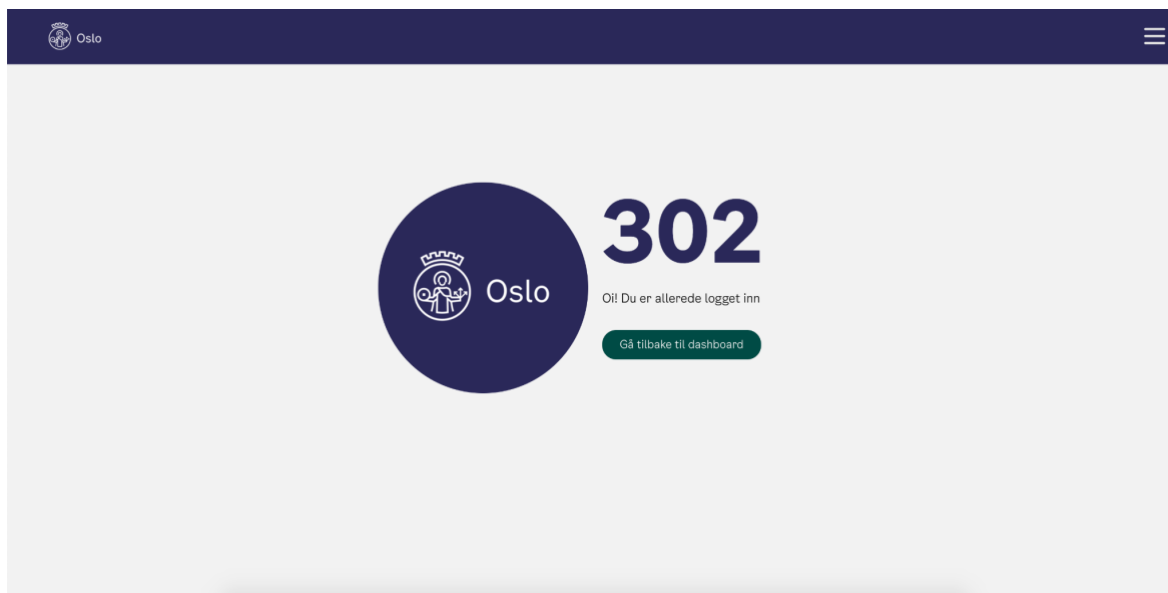 Oslo
Oslo
302
Oi! Du er allerede logget inn
Gå tilbake til dashboard